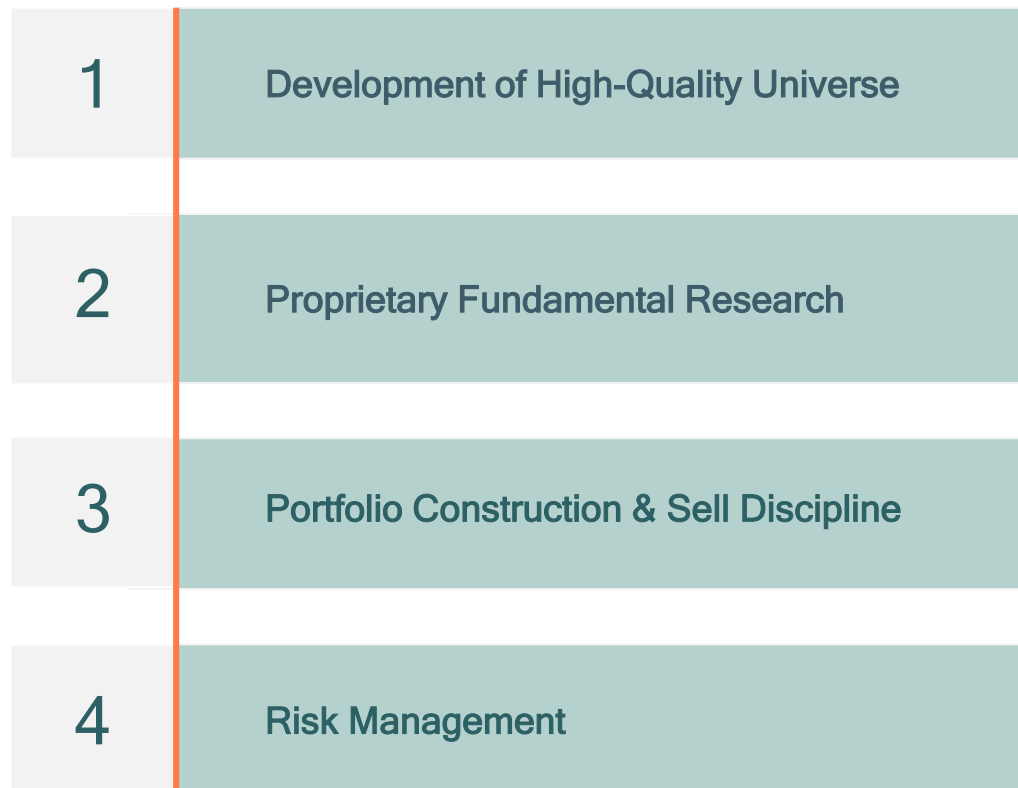 1
Development of High-Quality Universe
2
Proprietary Fundamental Research
3
Portfolio Construction & Sell Discipline
4
Risk Management